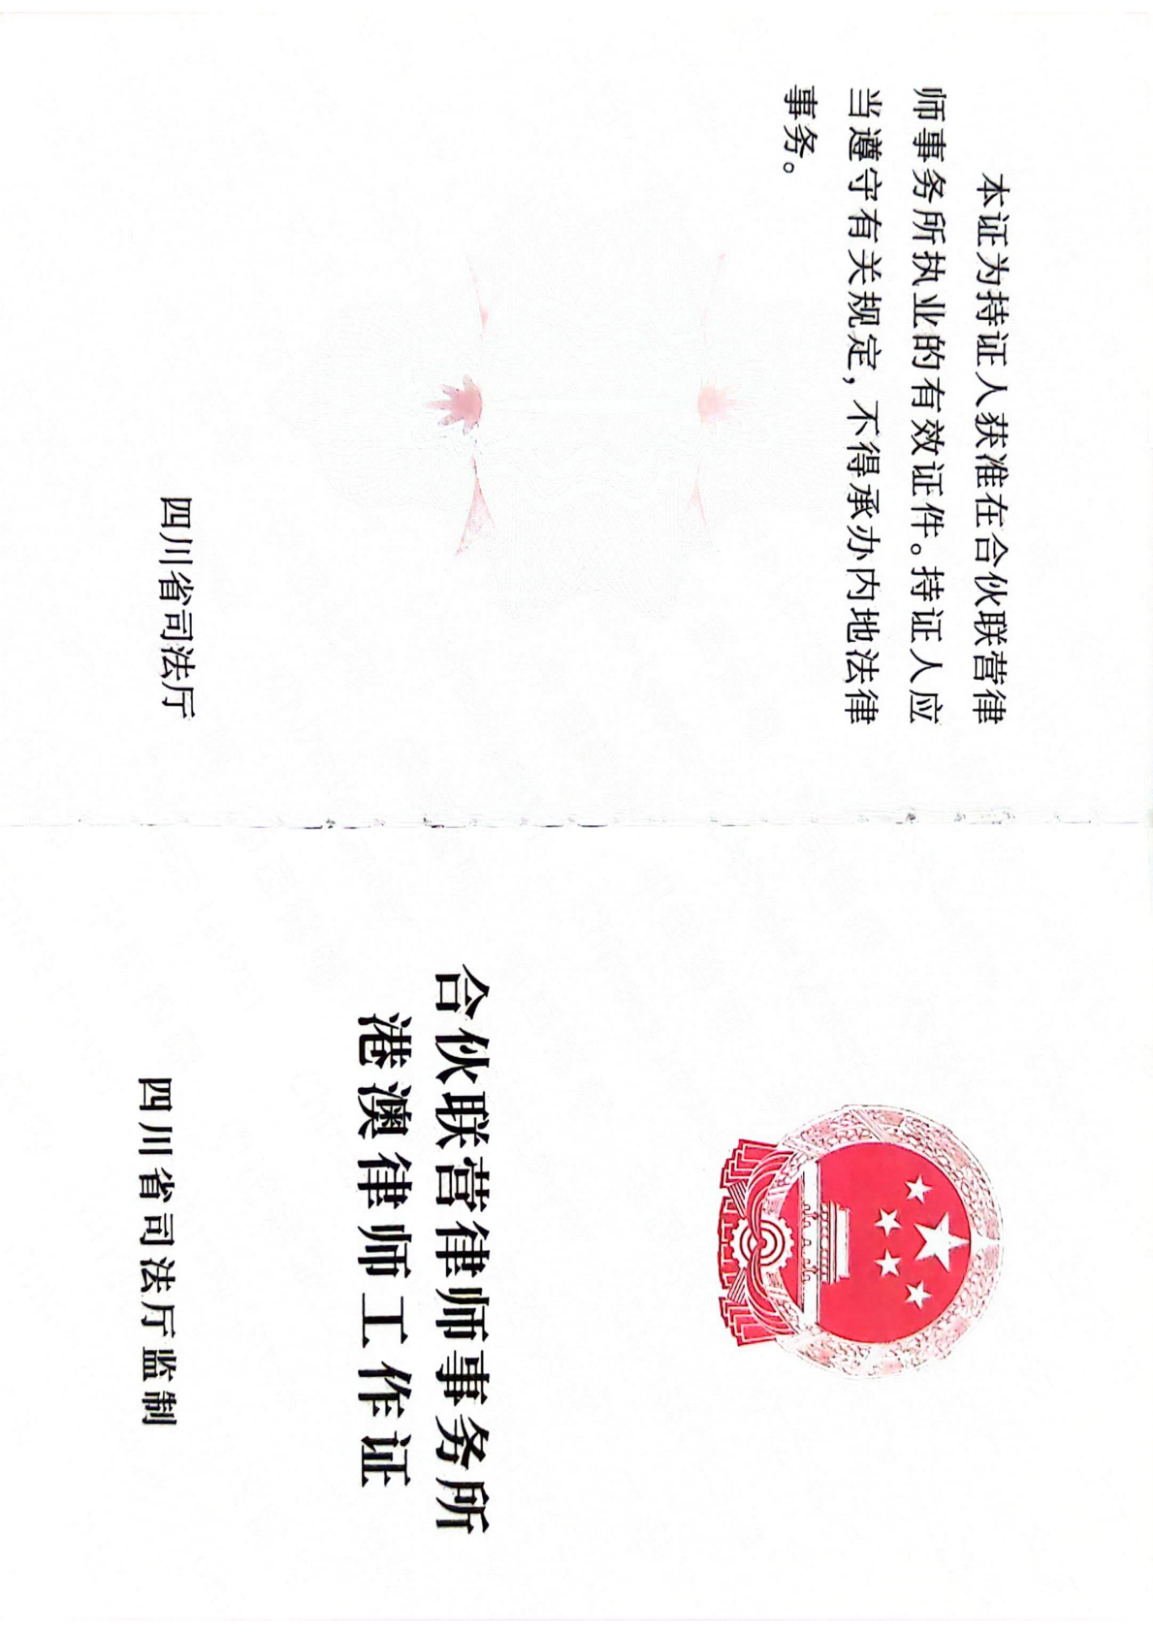 本证为持证人获准在合伙联营律
师事务所执业的有效证件。持证人应
当遵守有关规定，不得承办内地法律
事务。
四川省司法厅
合伙联营律师事务所
港澳律师工作证
四川省司法厅监制